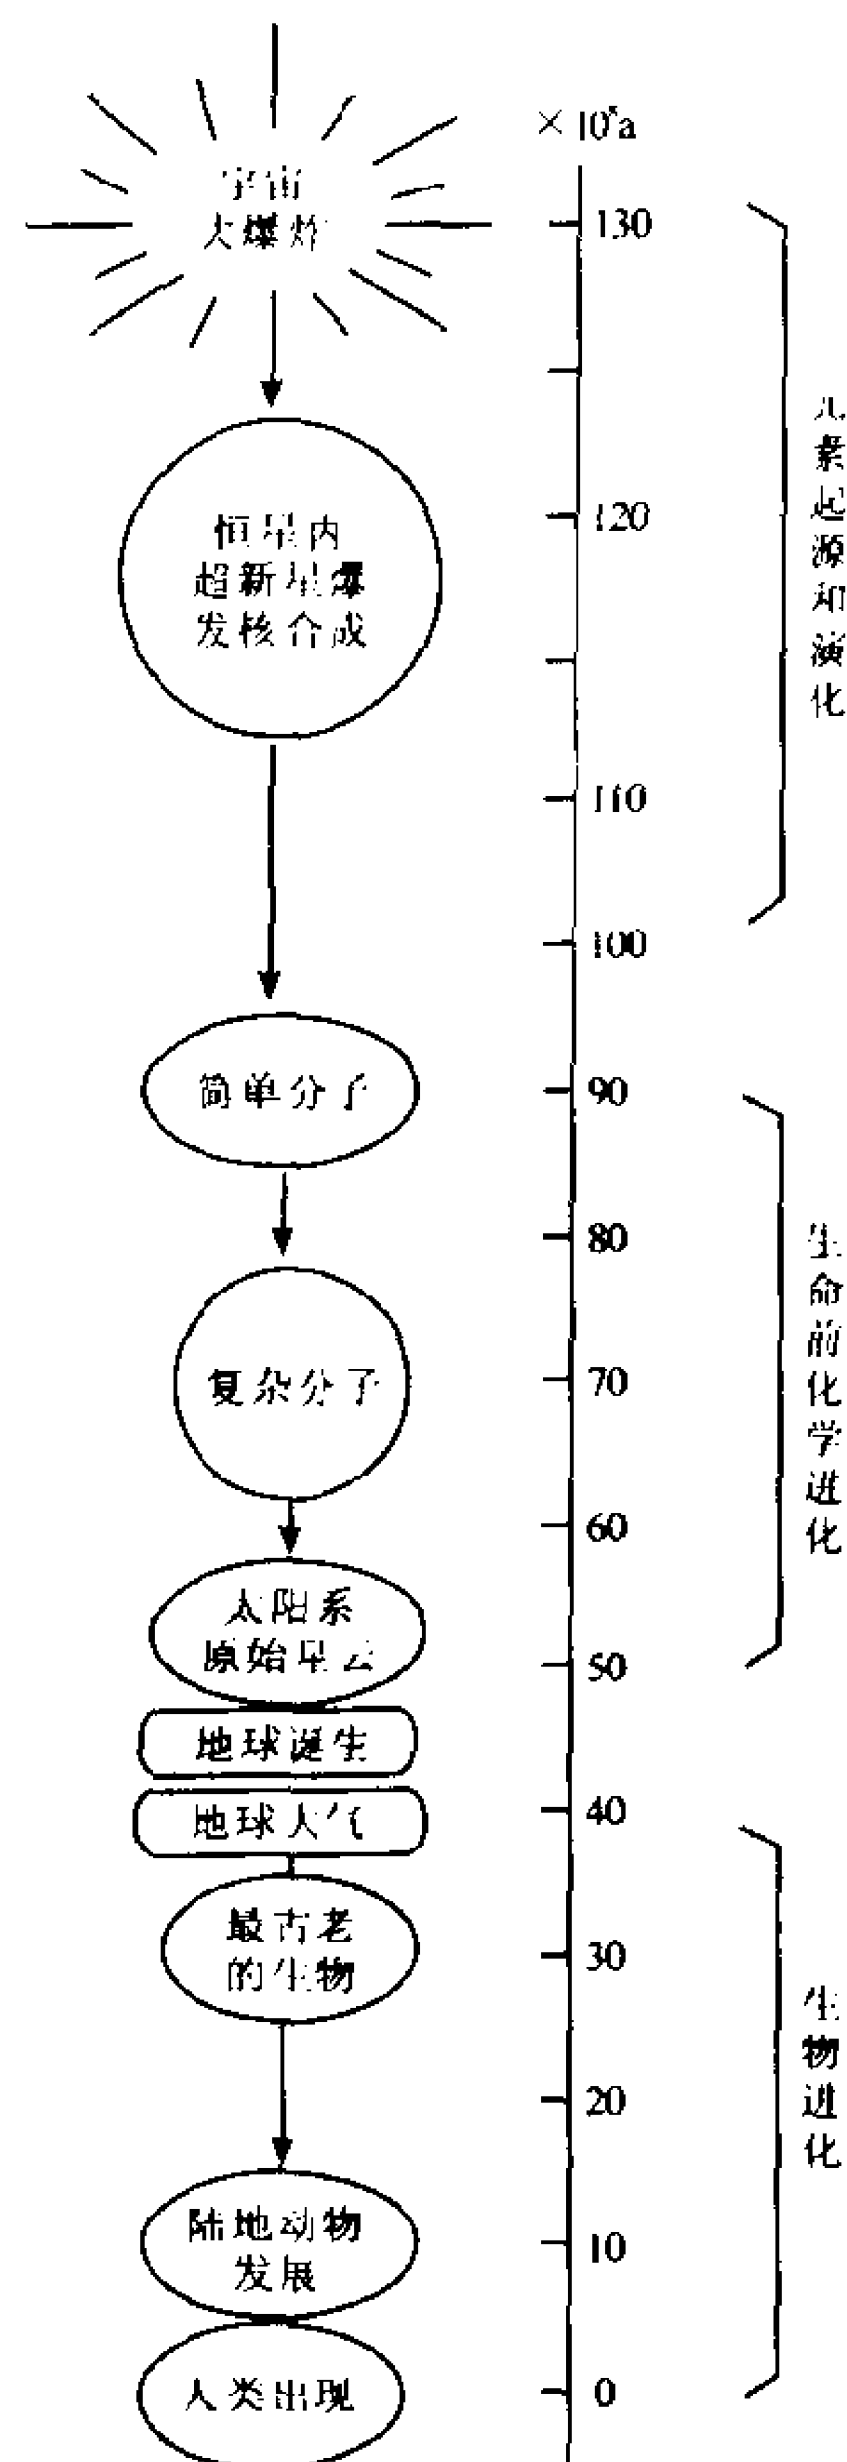 宇宙
大爆炸
恒星内
超新星爆
发核合成
简单分子
复杂分子
太阳系
原始星云
地球诞生
地球大气
最古老
的生物
陆地动物
发展
人类出现
×10⁸a
130
120
110
100
90
80
70
60
50
40
30
20
10
0
元素起源和演化
生命前化学进化
生物进化